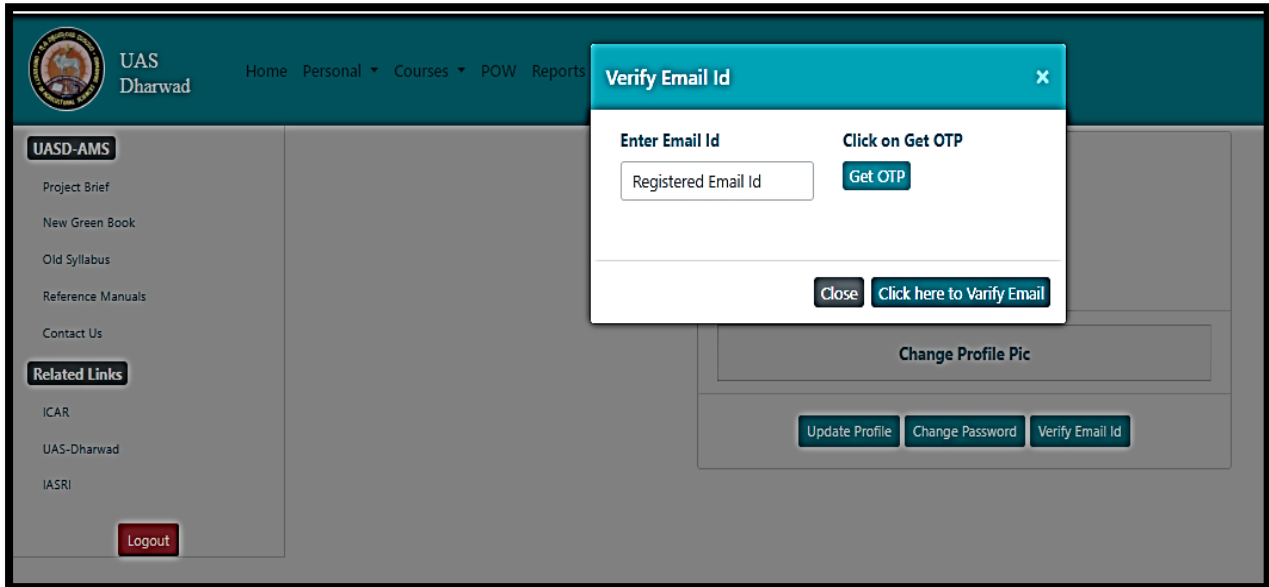 UAS
Dharwad
Home Personal Courses POW Reports
Verify Email Id ×
Enter Email Id
Click on Get OTP
Registered Email Id
Get OTP
Close Click here to Varify Email
UASD-AMS
Project Brief
New Green Book
Old Syllabus
Reference Manuals
Contact Us
Related Links
ICAR
UAS-Dharwad
IASRI
Logout
Change Profile Pic
Update Profile Change Password Verify Email Id